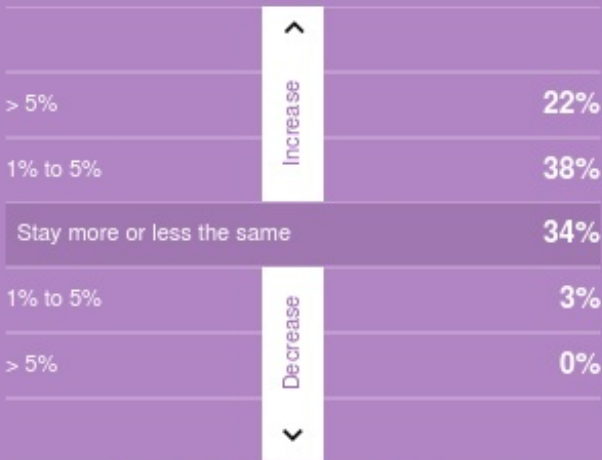 > 5% 22%
Increase
1% to 5% 38%
Stay more or less the same 34%
1% to 5% 3%
Decrease
> 5% 0%